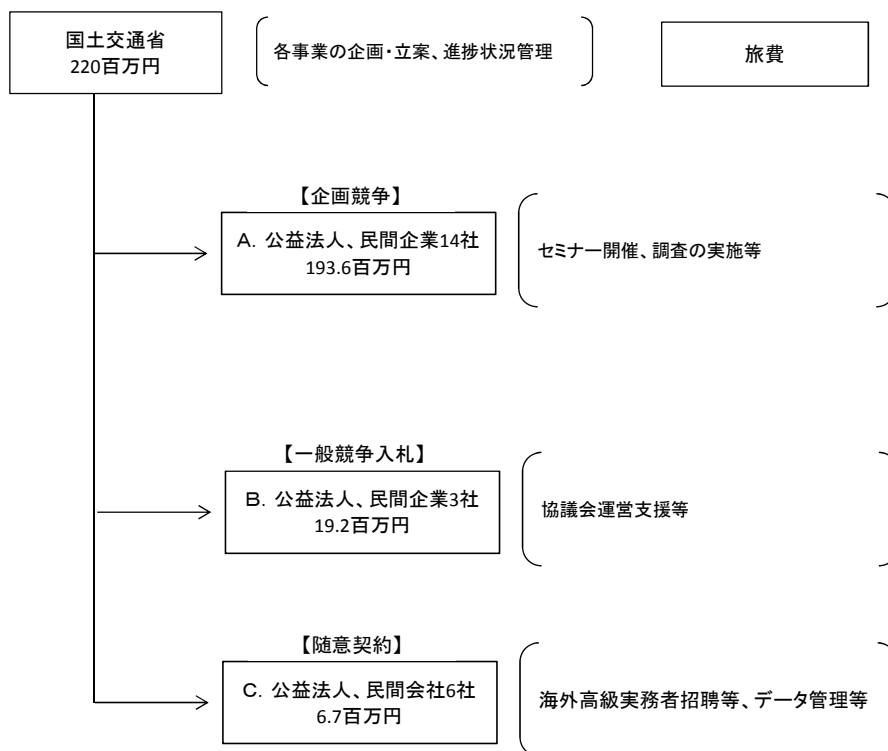 国土交通省
220百万円
各事業の企画・立案、進捗状況管理
旅費
【企画競争】
A. 公益法人、民間企業14社
193.6百万円
セミナー開催、調査の実施等
【一般競争入札】
B. 公益法人、民間企業3社
19.2百万円
協議会運営支援等
【随意契約】
C. 公益法人、民間会社6社
6.7百万円
海外高級実務者招聘等、データ管理等